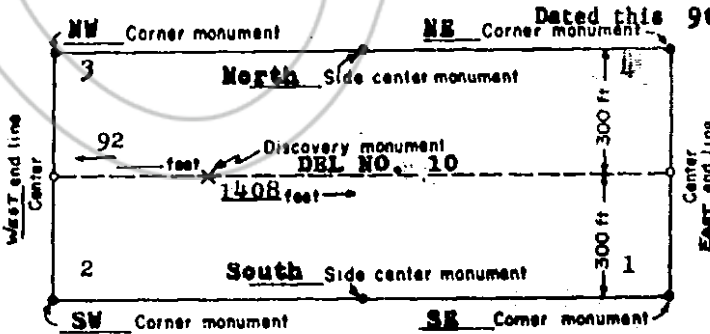 Dated this 9
NW Corner monument NE Corner monument
3 North Side center monument 4
300 ft
WEST end line
Center
92 feet
Discovery monument
DEL NO. 10
1408 feet
Center
EAST end line
300 ft
2 South Side center monument 1
SW Corner monument SE Corner monument